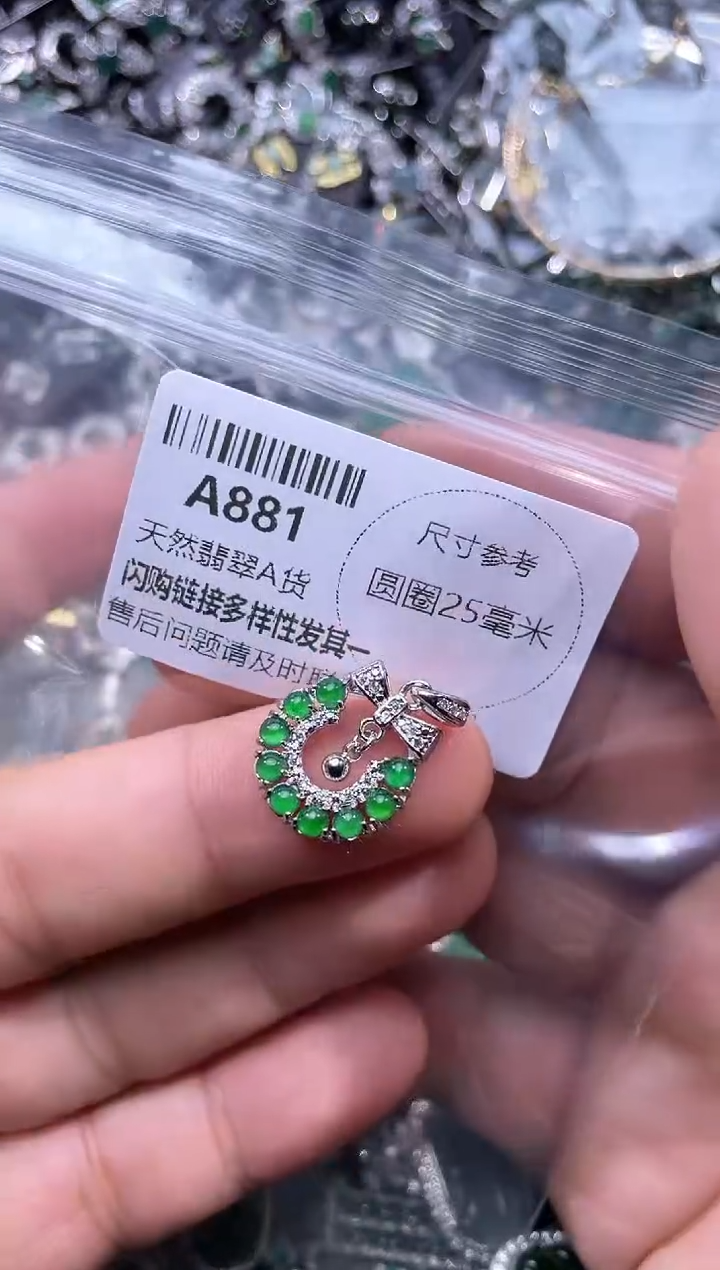 A881
天然翡翠A货
闪购链接多样性发其一
售后问题请及时
尺寸参考
圆圈25毫米